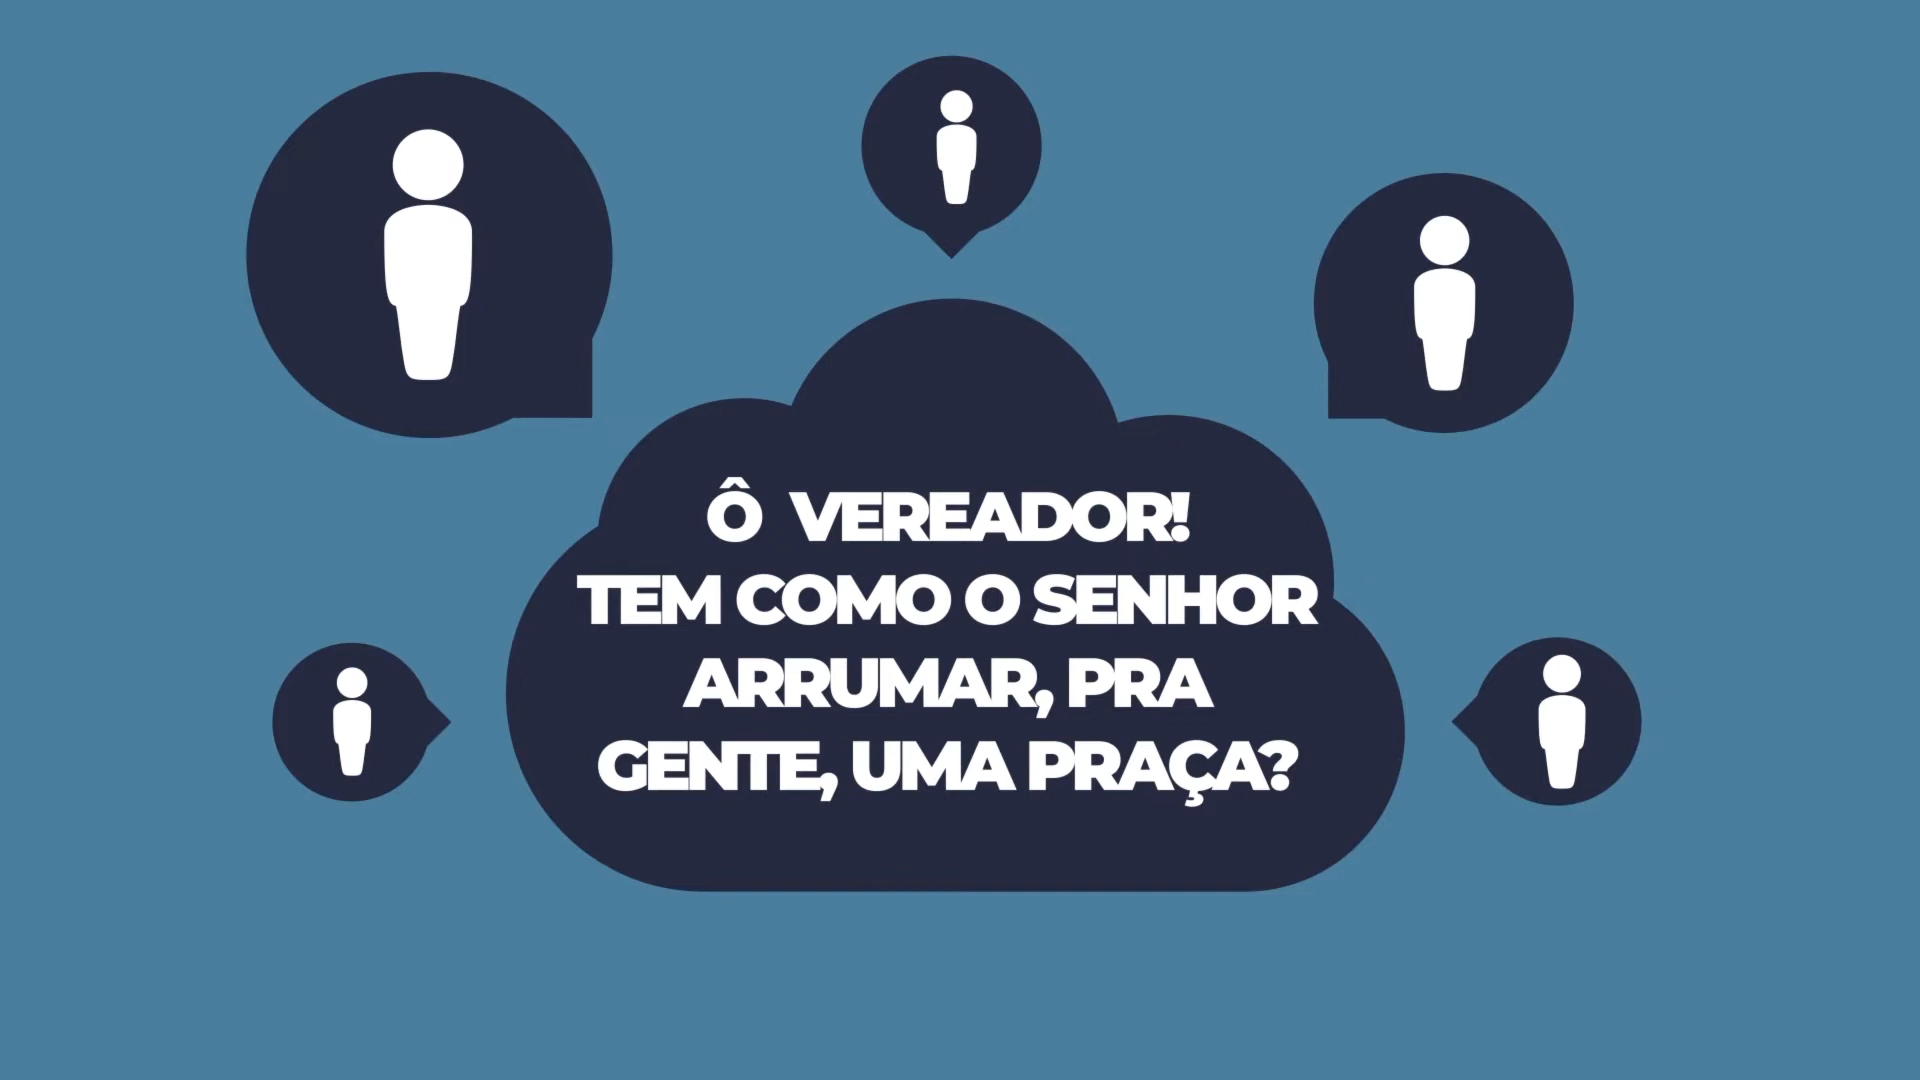 Ô VEREADOR!
TEM COMO O SENHOR
ARRUMAR, PRA
GENTE, UMA PRAÇA?